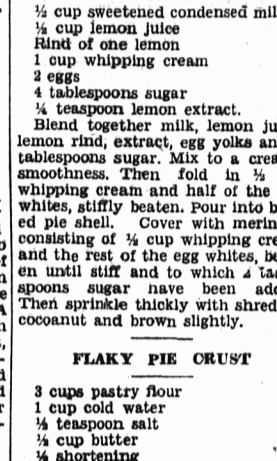 ½ cup sweetened condensed mil
½ cup lemon juice
Rind of one lemon
1 cup whipping cream
2 eggs
4 tablespoons sugar
¼ teaspoon lemon extract.
Blend together milk, lemon ju
lemon rind, extract, egg yolks an
tablespoons sugar. Mix to a crea
smoothness. Then fold in ½
whipping cream and half of the
whites, stiffly beaten. Pour into b
ed pie shell. Cover with merin
consisting of ½ cup whipping cre
and the rest of the egg whites, be
en until stiff and to which ta
spoons sugar have been add
Then sprinkle thickly with shred
cocoanut and brown slightly.
FLAKY PIE CRUST
3 cups pastry flour
1 cup cold water
teaspoon salt
cup butter
shortening